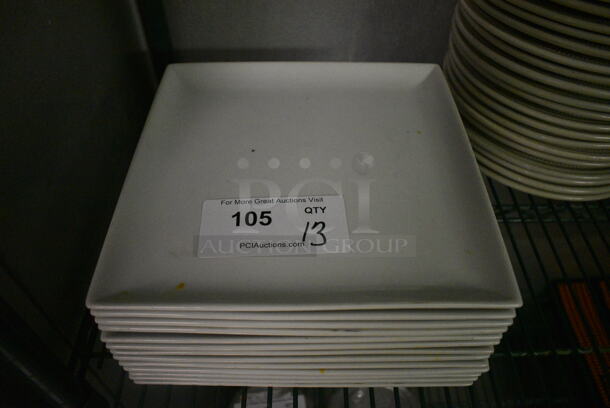 For More Great Auctions Visit
105 QTY 13
PCIAuctions.com
PCI
AUCTION GROUP